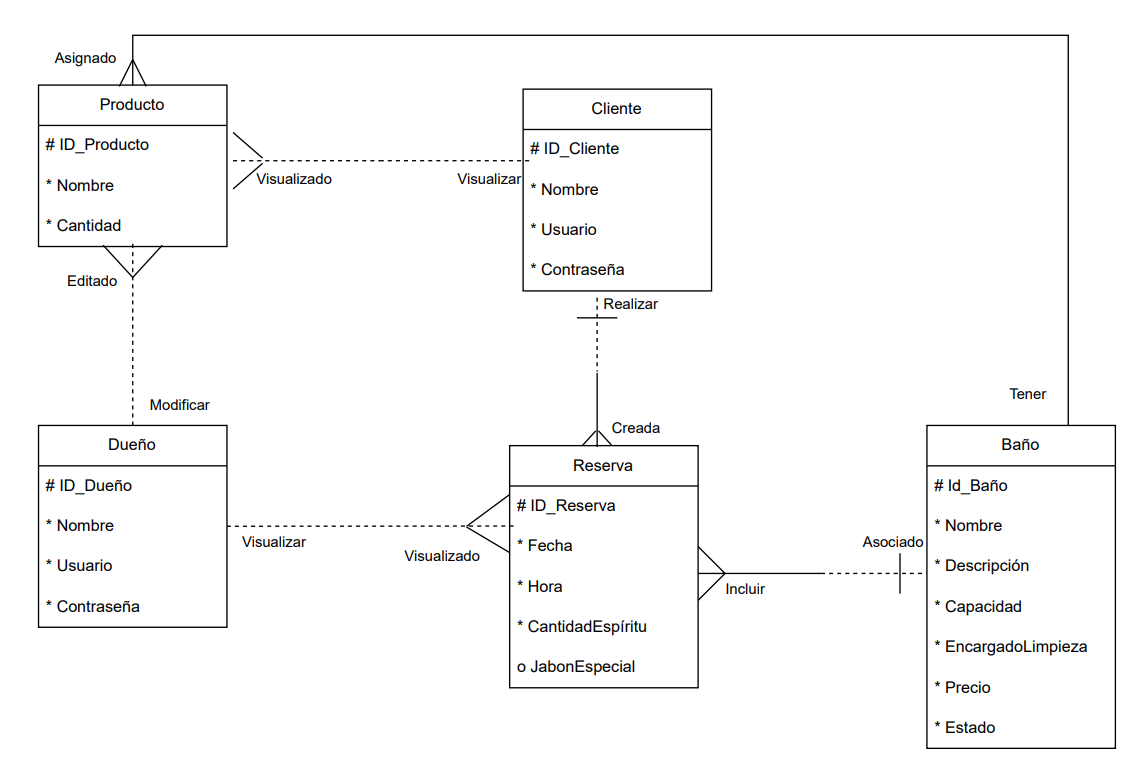 Asignado
Producto
# ID_Producto
* Nombre
* Cantidad
Editado
Visualizado
Visualizar
Cliente
# ID_Cliente
* Nombre
* Usuario
* Contraseña
Realizar
Creada
Modificar
Dueño
# ID_Dueño
* Nombre
* Usuario
* Contraseña
Visualizar
Visualizado
Reserva
# ID_Reserva
* Fecha
* Hora
* CantidadEspíritu
o JabonEspecial
Incluir
Asociado
Tener
Baño
# Id_Baño
* Nombre
* Descripción
* Capacidad
* EncargadoLimpieza
* Precio
* Estado